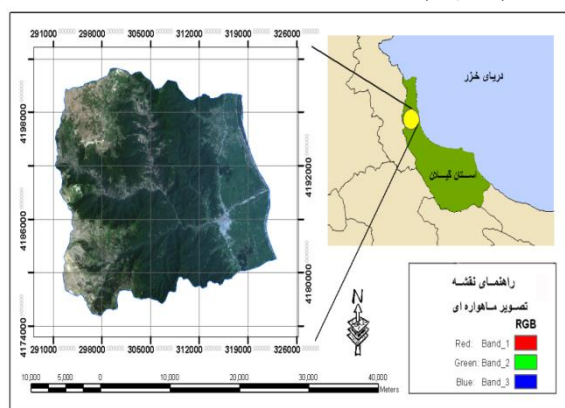 291000 298000 305000 312000 319000 326000
4198000
4192000
4186000
4180000
4174000
291000 298000 305000 312000 319000 326000
10,000 5,000 0 10,000 20,000 30,000 40,000
Meters
N
دریای خزر
استان گیلان
راهنمای نقشه
تصویر ماهواره ای
RGB
Red: Band_1
Green: Band_2
Blue: Band_3